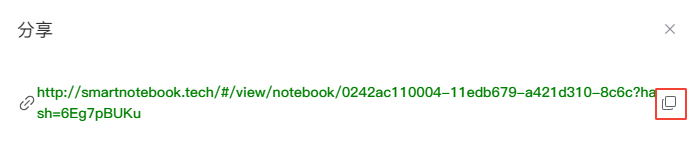 分享
http://smartnotebook.tech/#/view/notebook/0242ac110004-11edb679-a421d310-8c6c?ha
sh=6Eg7pBUKu